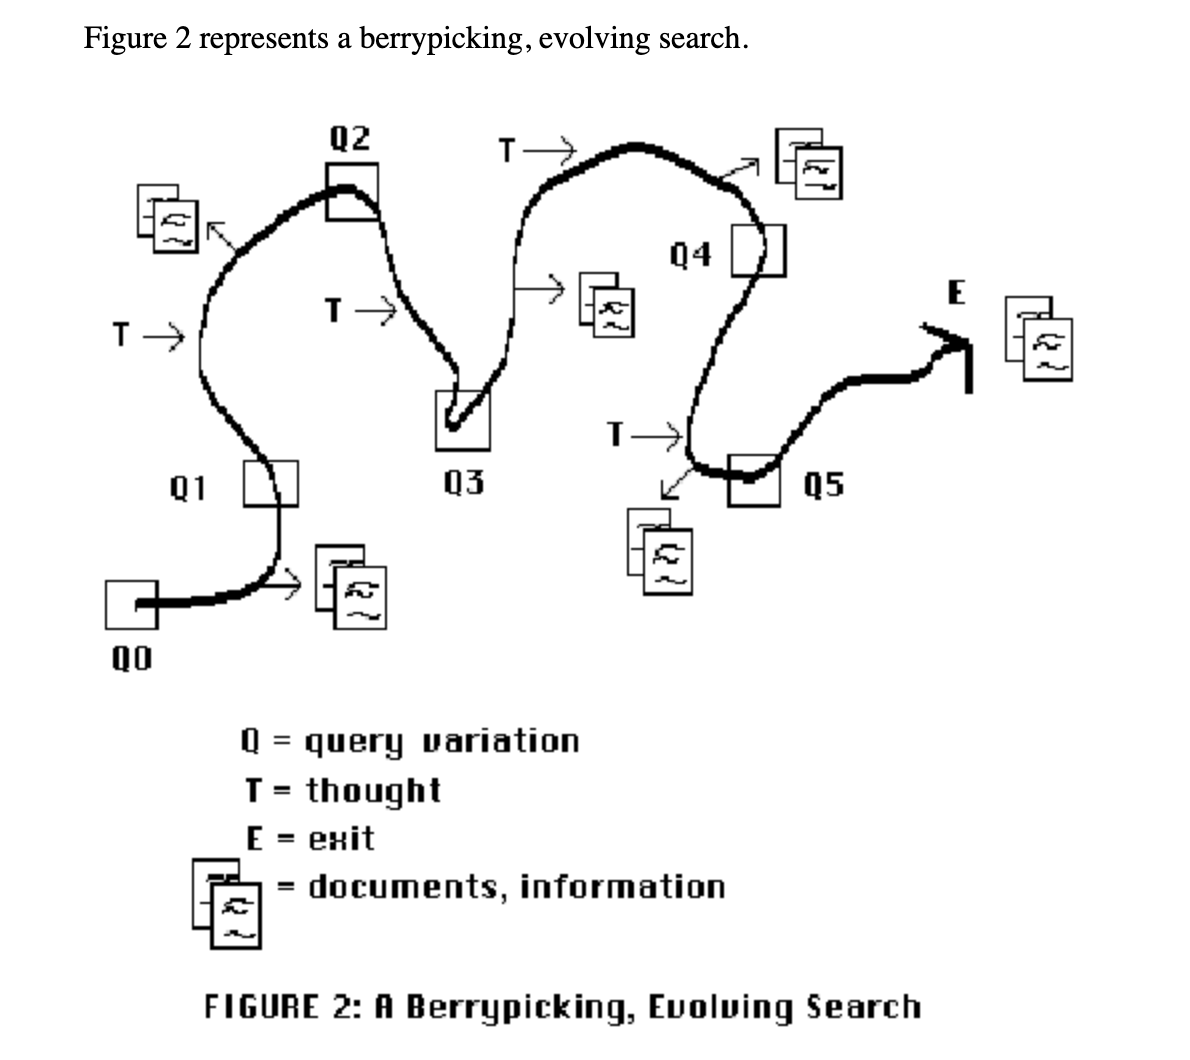 Figure 2 represents a berrypicking, evolving search.
Q2
T
T
T
Q4
E
Q1
Q3
T
Q5
Q0
Q = query variation
T = thought
E = exit
= documents, information
FIGURE 2: A Berrypicking, Evolving Search